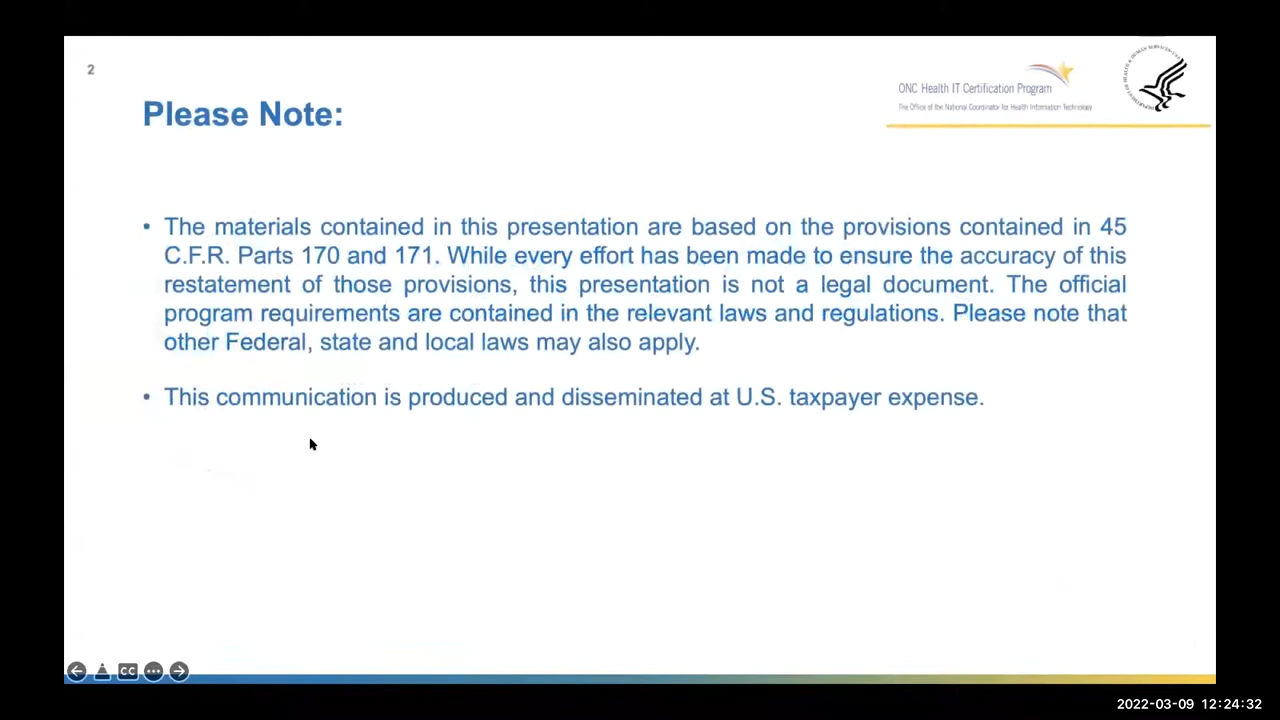 2
ONC Health IT Certification Program
The Office of the National Coordinator for Health Information Technology
Please Note:
• The materials contained in this presentation are based on the provisions contained in 45
C.F.R. Parts 170 and 171. While every effort has been made to ensure the accuracy of this
restatement of those provisions, this presentation is not a legal document. The official
program requirements are contained in the relevant laws and regulations. Please note that
other Federal, state and local laws may also apply.
• This communication is produced and disseminated at U.S. taxpayer expense.
CC
2022-03-09 12:24:32